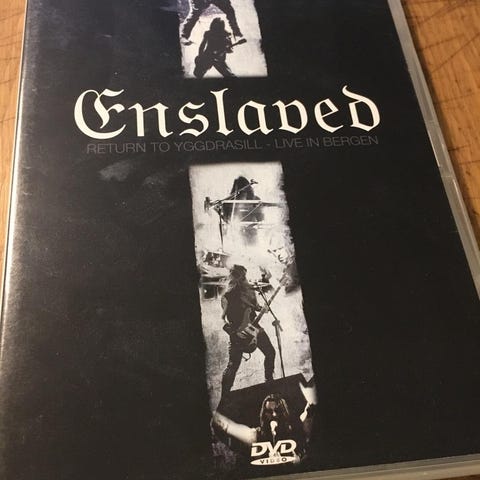 Enslaved
RETURN TO YGGDRASILL - LIVE IN BERGEN
DVD
VIDEO